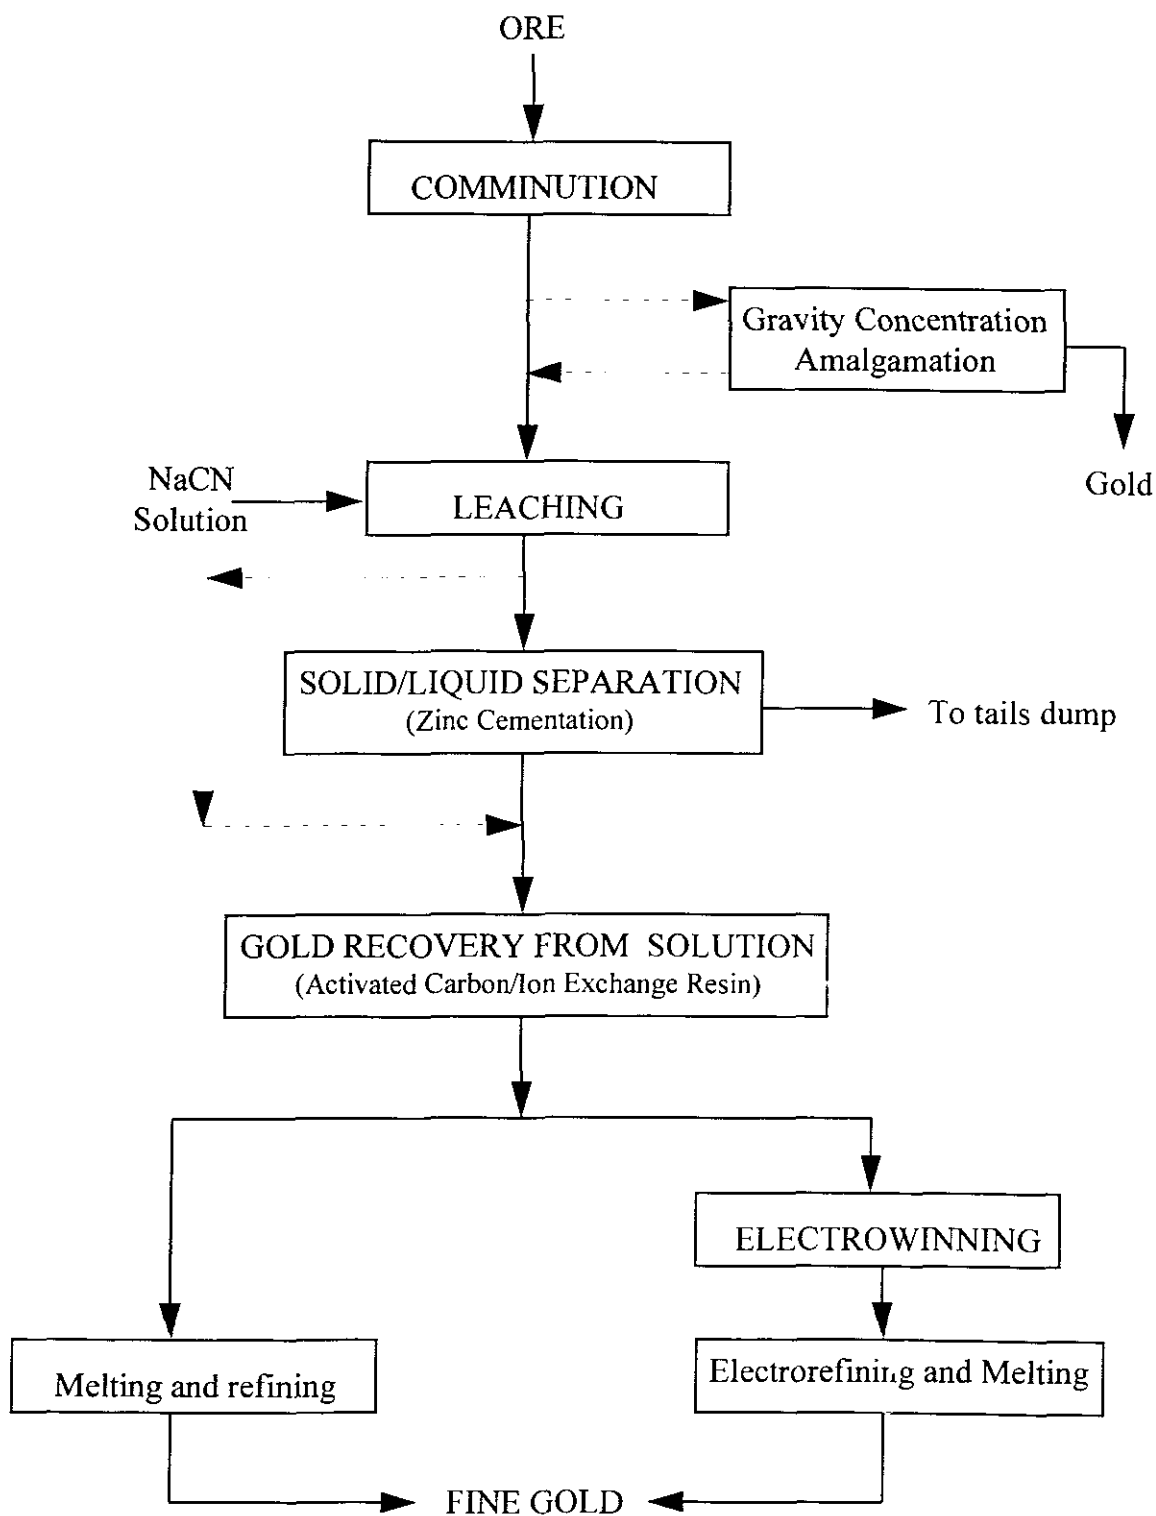 ORE
COMMINUTION
Gravity Concentration
Amalgamation
Gold
NaCN
Solution
LEACHING
SOLID/LIQUID SEPARATION
(Zinc Cementation)
To tails dump
GOLD RECOVERY FROM SOLUTION
(Activated Carbon/Ion Exchange Resin)
ELECTROWINNING
Melting and refining
Electrorefining and Melting
FINE GOLD